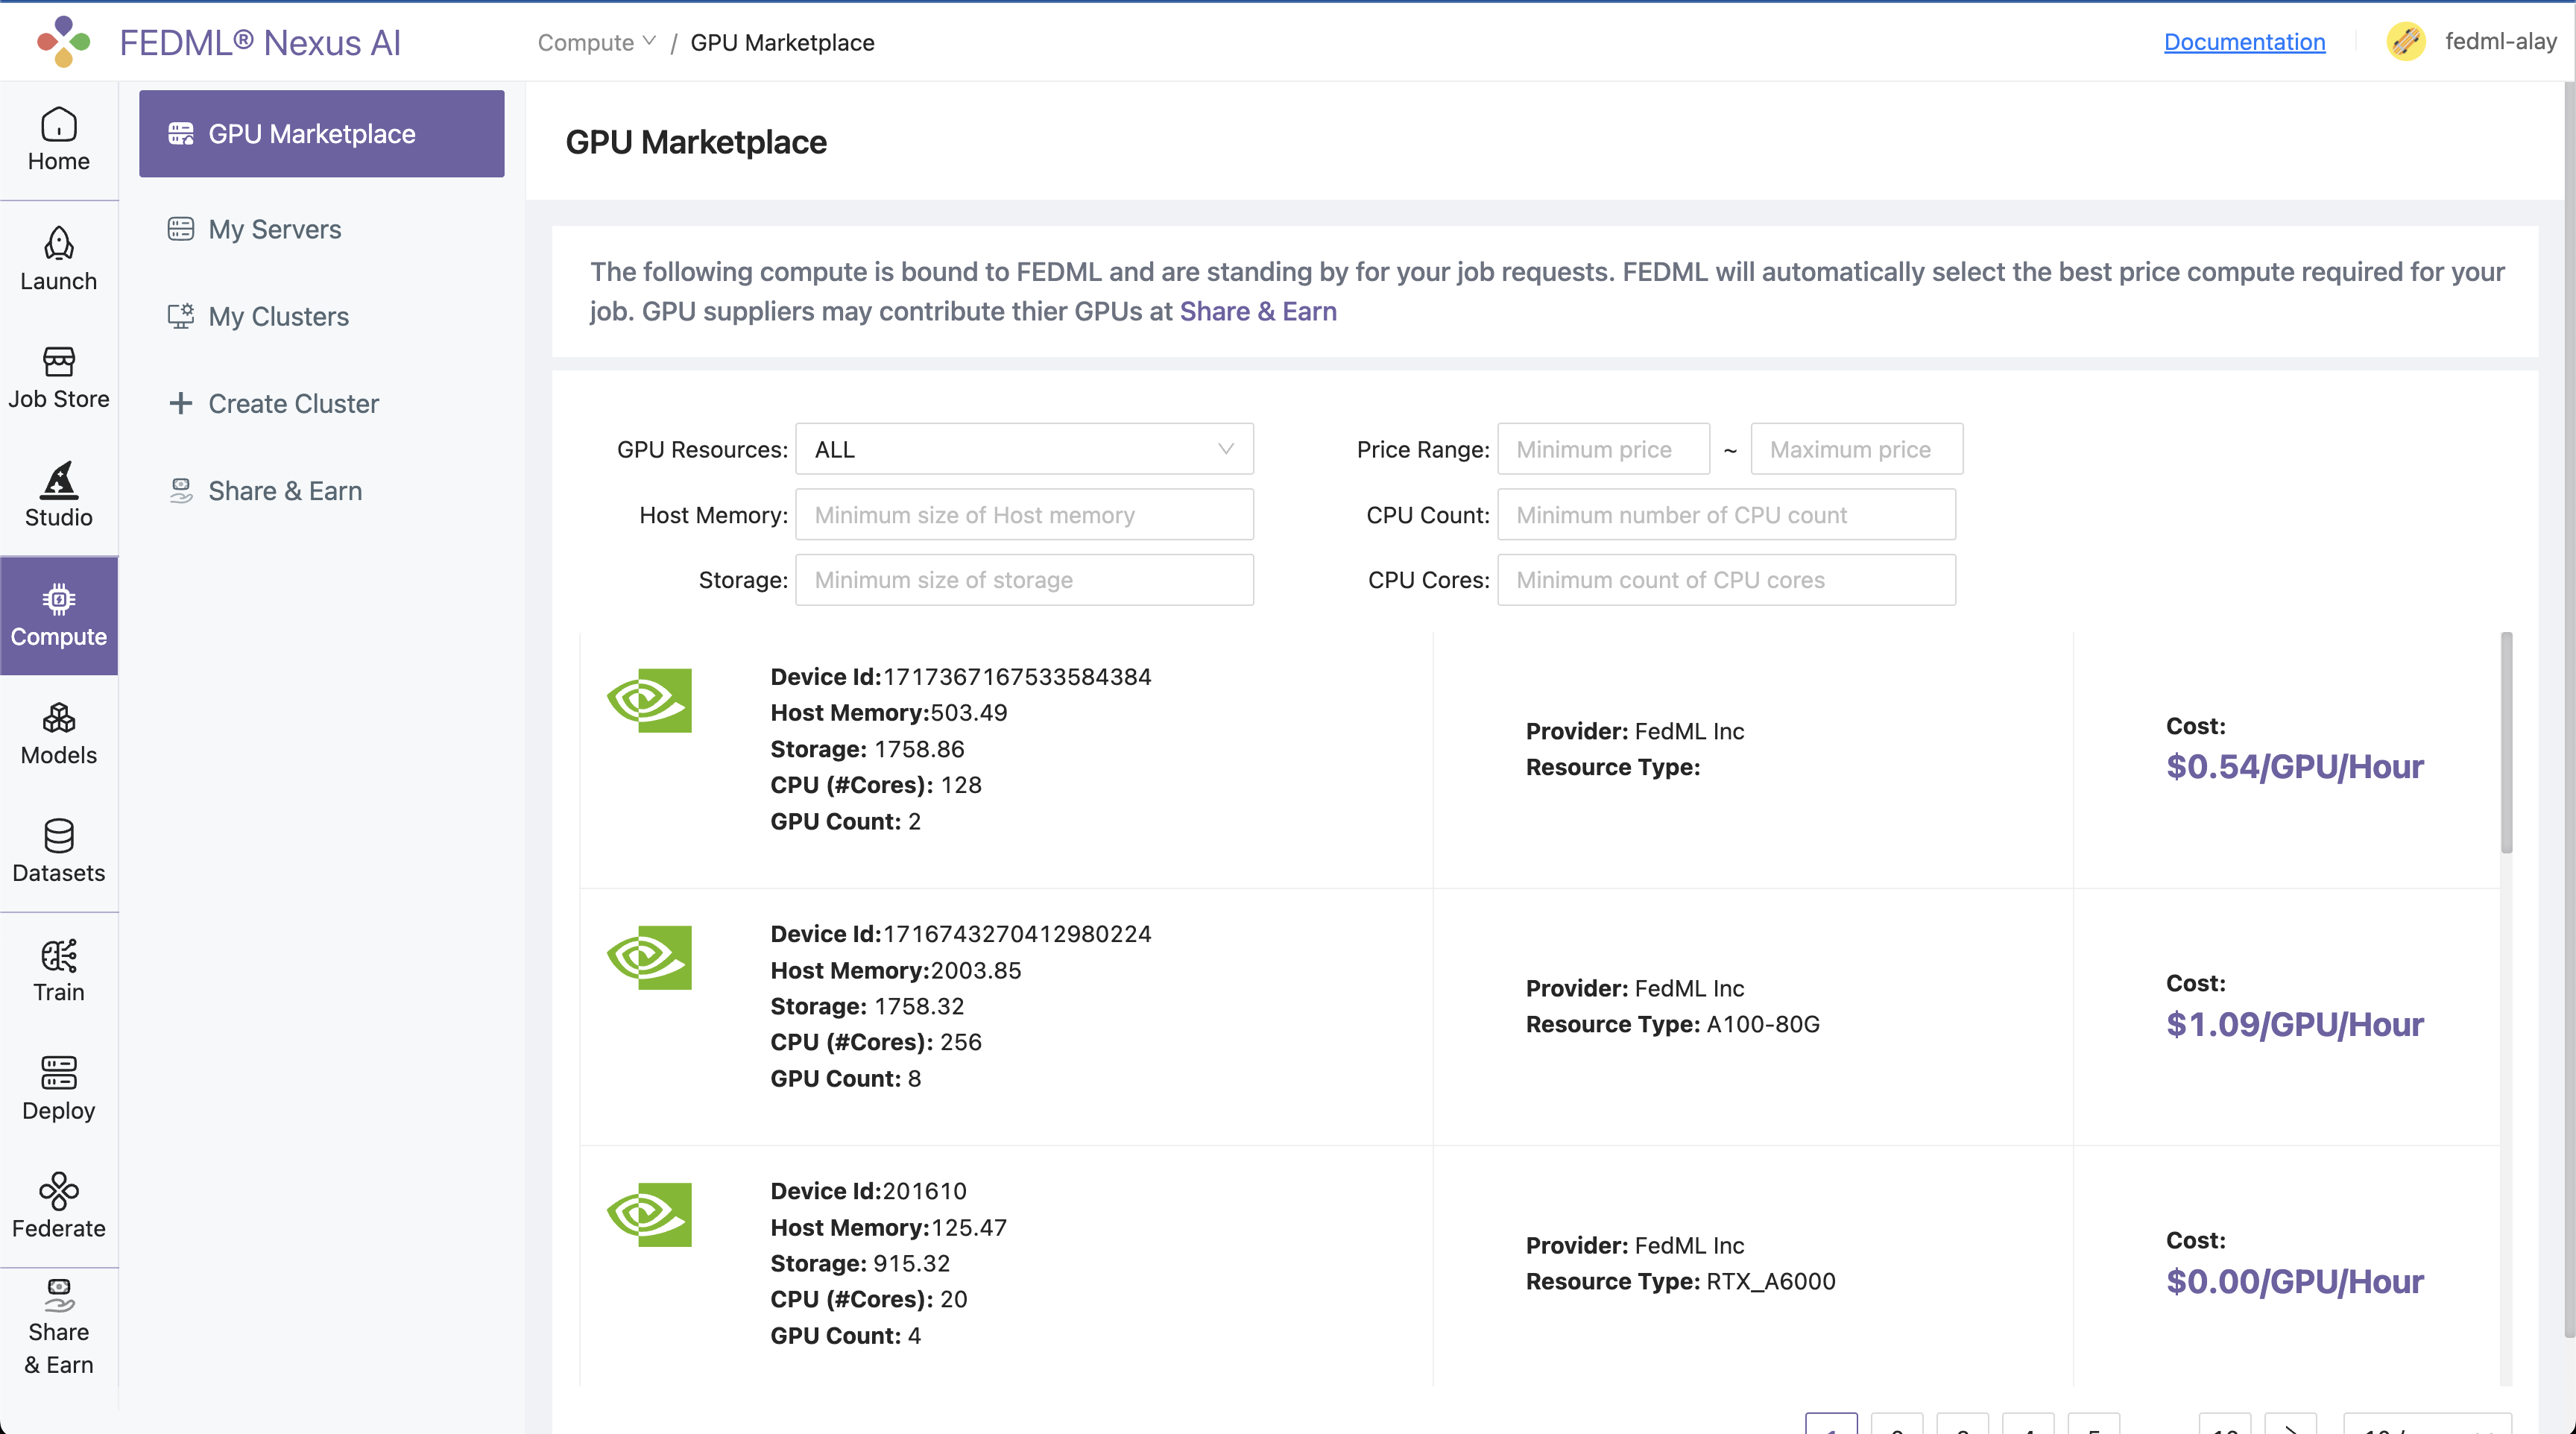 FEDML® Nexus AI
Compute / GPU Marketplace
Documentation
fedml-alay
Home
Launch
Job Store
Studio
Compute
Models
Datasets
Train
Deploy
Federate
Share
& Earn
GPU Marketplace
My Servers
My Clusters
Create Cluster
Share & Earn
GPU Marketplace
The following compute is bound to FEDML and are standing by for your job requests. FEDML will automatically select the best price compute required for your
job. GPU suppliers may contribute thier GPUs at Share & Earn
GPU Resources: ALL
Price Range: Minimum price ~ Maximum price
Host Memory: Minimum size of Host memory
CPU Count: Minimum number of CPU count
Storage: Minimum size of storage
CPU Cores: Minimum count of CPU cores
Device Id:1717367167533584384
Host Memory:503.49
Storage: 1758.86
CPU (#Cores): 128
GPU Count: 2
Provider: FedML Inc
Resource Type:
Cost:
$0.54/GPU/Hour
Device Id:1716743270412980224
Host Memory:2003.85
Storage: 1758.32
CPU (#Cores): 256
GPU Count: 8
Provider: FedML Inc
Resource Type: A100-80G
Cost:
$1.09/GPU/Hour
Device Id:201610
Host Memory:125.47
Storage: 915.32
CPU (#Cores): 20
GPU Count: 4
Provider: FedML Inc
Resource Type: RTX_A6000
Cost:
$0.00/GPU/Hour